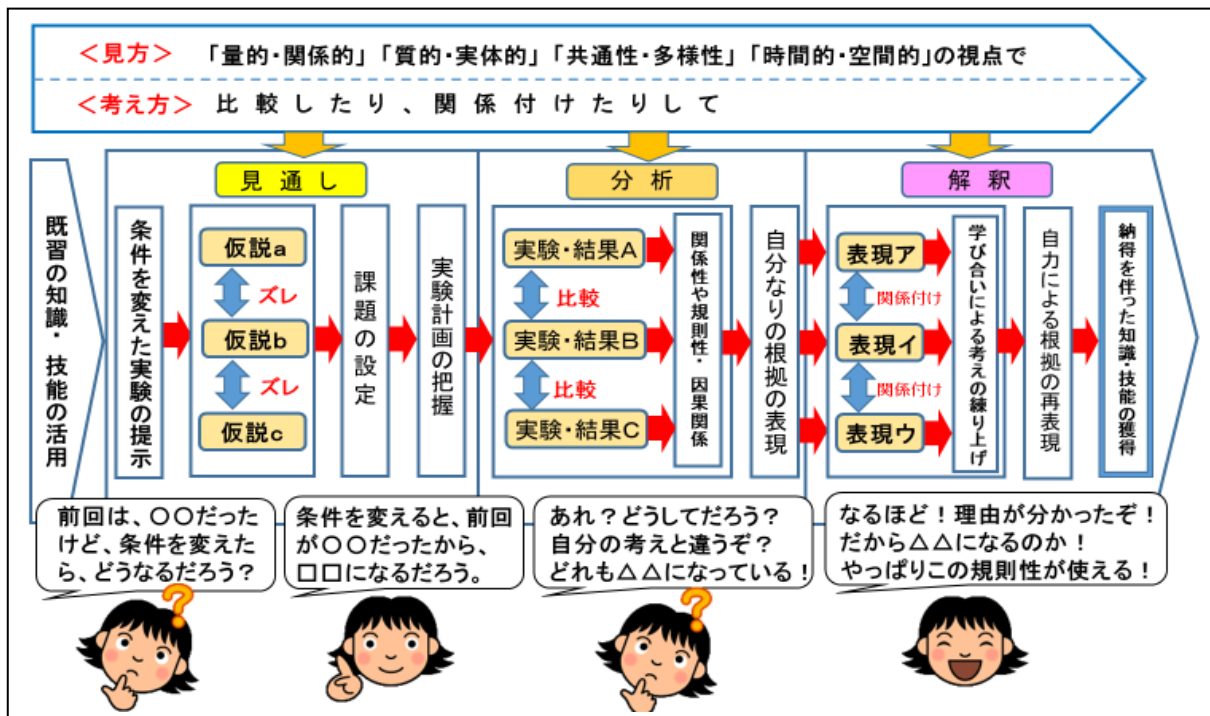 <見方> 「量的・関係的」「質的・実体的」「共通性・多様性」「時間的・空間的」の視点で
<考え方> 比較したり、関係付けたりして
既習の知識・技能の活用
見通し
条件を変えた実験の提示
仮説a
ズレ
仮説b
ズレ
仮説c
課題の設定
実験計画の把握
分析
実験・結果A
比較
実験・結果B
比較
実験・結果C
関係性や規則性・因果関係
自分なりの根拠の表現
解釈
表現ア
関係付け
表現イ
関係付け
表現ウ
学び合いによる考えの練り上げ
自力による根拠の再表現
納得を伴った知識・技能の獲得
前回は、〇〇だった
けど、条件を変えた
ら、どうなるだろう?
条件を変えると、前回
が〇〇だったから、
□□になるだろう。
あれ?どうしてだろう?
自分の考えと違うぞ?
どれも△△になっている!
なるほど!理由が分かったぞ!
だから△△になるのか!
やっぱりこの規則性が使える!
?
?